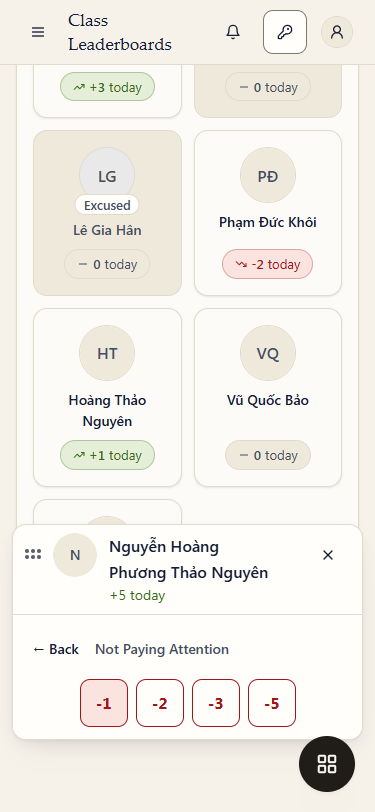 Class
Leaderboards
+3 today
0 today
LG
Excused
Lê Gia Hân
0 today
PĐ
Phạm Đức Khôi
-2 today
HT
Hoàng Thảo
Nguyên
+1 today
VQ
Vũ Quốc Bảo
0 today
N
Nguyễn Hoàng
Phương Thảo Nguyên
+5 today
← Back Not Paying Attention
-1 -2 -3 -5